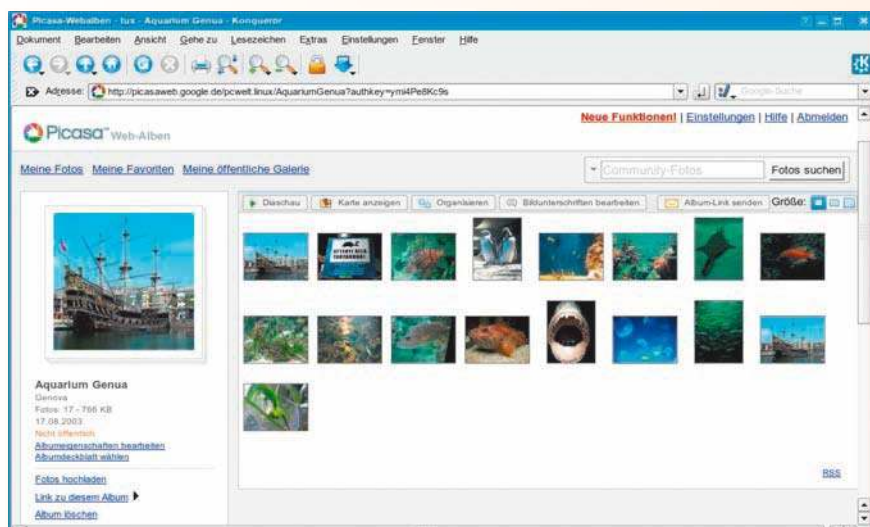 Picasa-Webalben - tux - Aquarium Genua - Konqueror
Dokument Bearbeiten Ansicht Gehe zu Lesezeichen Extras Einstellungen Fenster Hilfe
Adresse: http://picasaweb.google.de/pcwelt.linux/AquariumGenua?authkey=ymi4Pe8Kc9s
Google-Suche
Neue Funktionen! | Einstellungen | Hilfe | Abmelden
Picasa™ Web-Alben
Meine Fotos Meine Favoriten Meine öffentliche Galerie
Community-Fotos Fotos suchen
Diaschau Karte anzeigen Organisieren Bildunterschriften bearbeiten Album-Link senden Größe:
Aquarium Genua
Genova
Fotos: 17 - 766 KB
17.08.2003
Nicht öffentlich
Albumeigenschaften bearbeiten
Albumdeckblatt wählen
Fotos hochladen
Link zu diesem Album
Album löschen
RSS